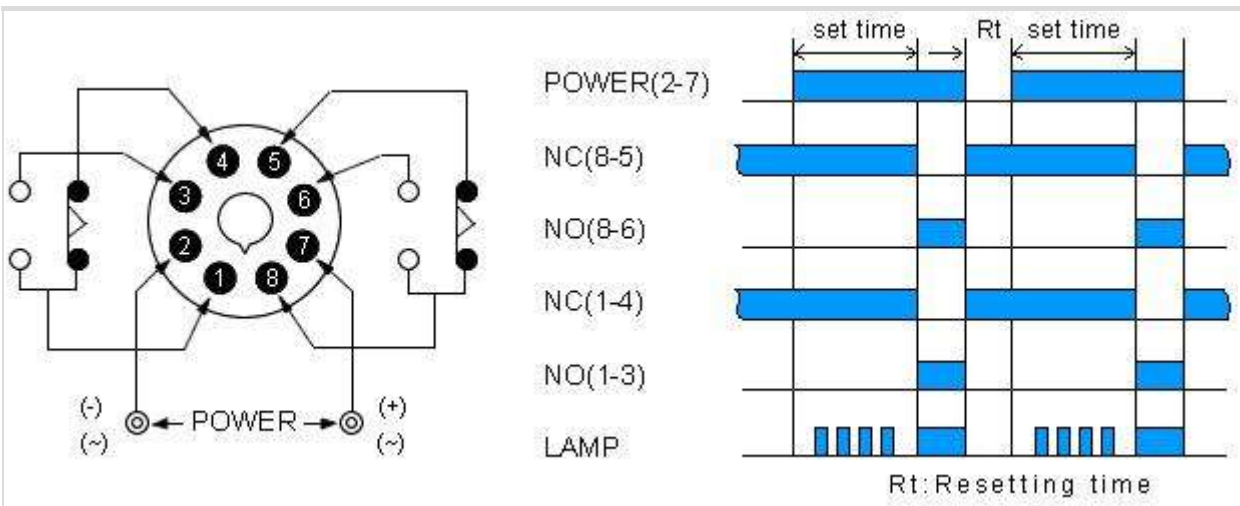 4 5
3 6
2 7
1 8
(-) POWER (+)
(~) (~)
set time Rt set time
POWER(2-7)
NC(8-5)
NO(8-6)
NC(1-4)
NO(1-3)
LAMP
Rt:Resetting time